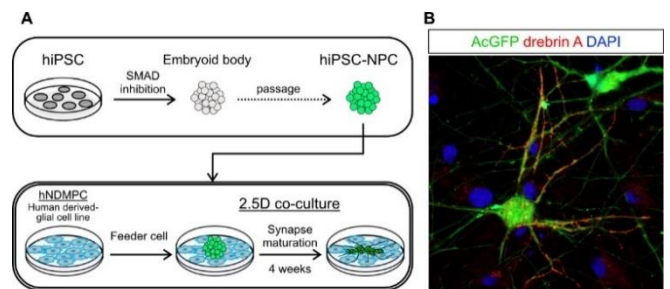 A
hiPSC
SMAD
inhibition
Embryoid body
passage
hiPSC-NPC
hNDMPC
Human derived-
glial cell line
Feeder cell
2.5D co-culture
Synapse
maturation
4 weeks
B
AcGFP drebrin A DAPI